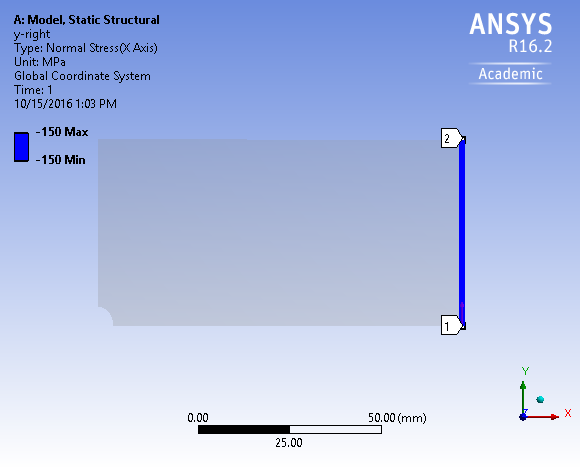 A: Model, Static Structural
y-right
Type: Normal Stress(X Axis)
Unit: MPa
Global Coordinate System
Time: 1
10/15/2016 1:03 PM
ANSYS
R16.2
Academic
-150 Max
-150 Min
2
1
Y
Z
X
0.00
50.00 (mm)
25.00